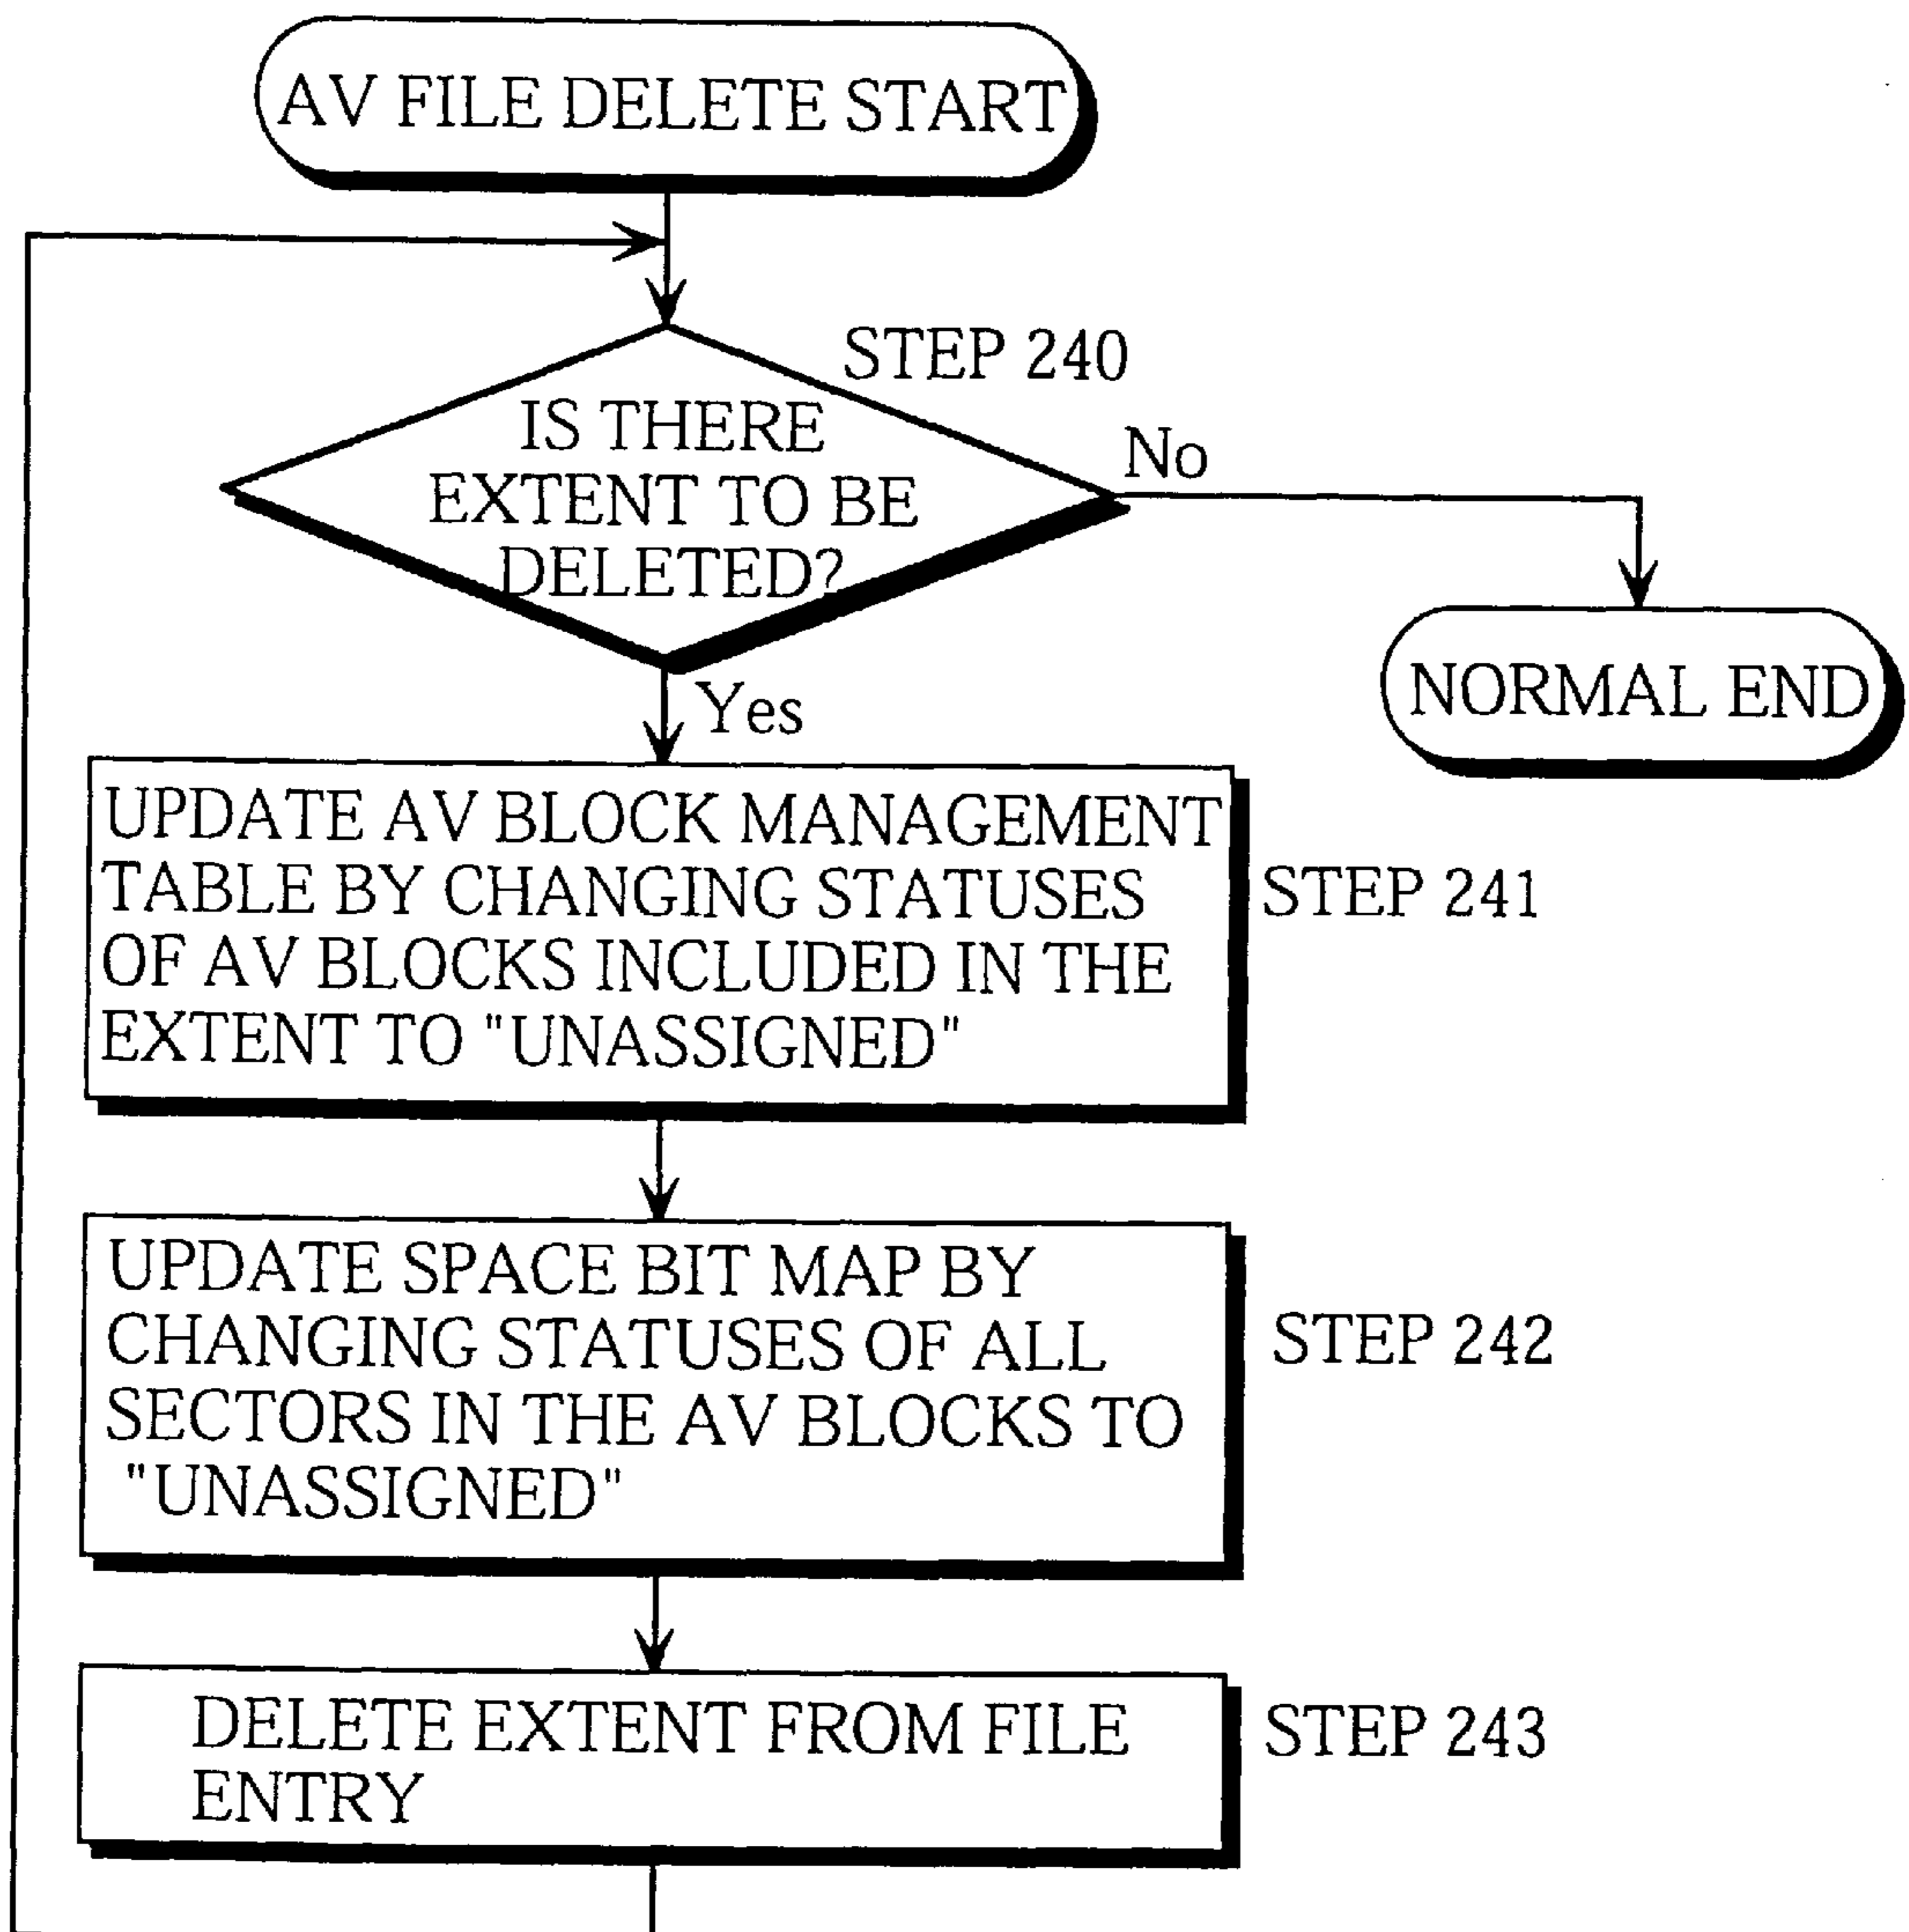 AV FILE DELETE START
STEP 240
IS THERE
EXTENT TO BE
DELETED?
No
NORMAL END
Yes
UPDATE AV BLOCK MANAGEMENT
TABLE BY CHANGING STATUSES
OF AV BLOCKS INCLUDED IN THE
EXTENT TO "UNASSIGNED"
STEP 241
UPDATE SPACE BIT MAP BY
CHANGING STATUSES OF ALL
SECTORS IN THE AV BLOCKS TO
"UNASSIGNED"
STEP 242
DELETE EXTENT FROM FILE
ENTRY
STEP 243